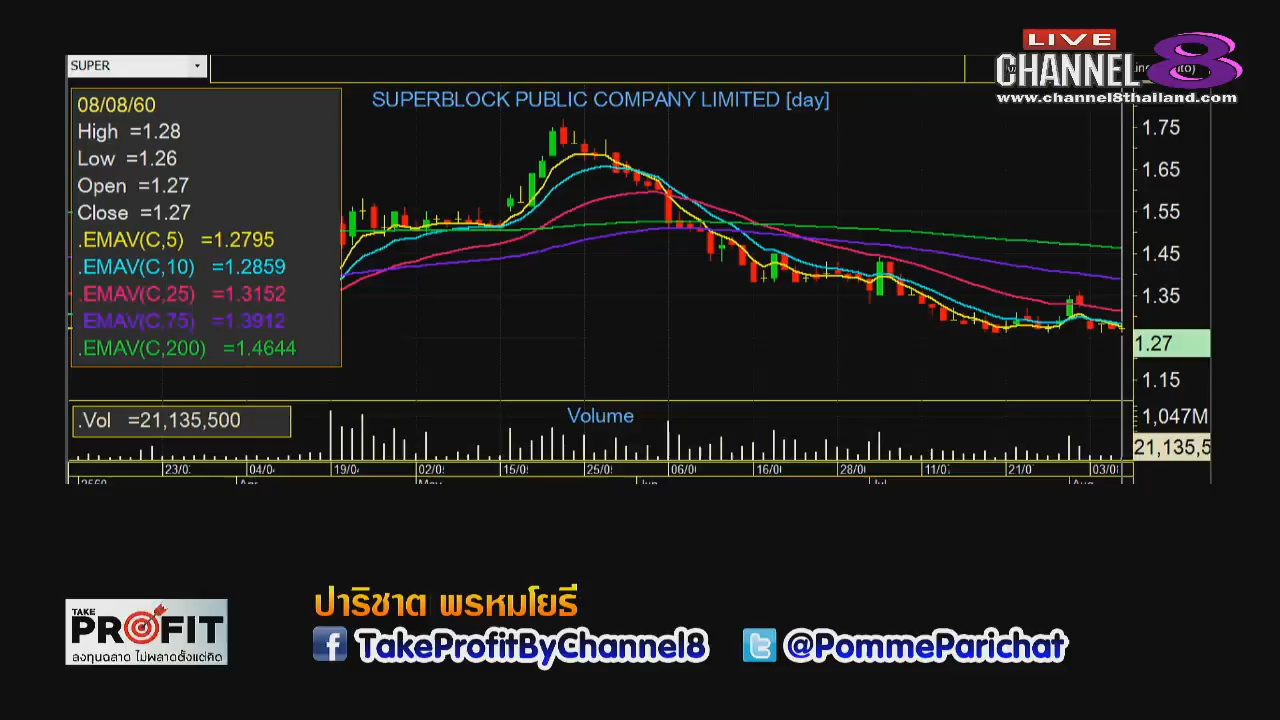 LIVE
CHANNEL 8
www.channel8thailand.com
SUPER
SUPERBLOCK PUBLIC COMPANY LIMITED [day]
08/08/60
High =1.28
Low =1.26
Open =1.27
Close =1.27
.EMAV(C,5) =1.2795
.EMAV(C,10) =1.2859
.EMAV(C,25) =1.3152
.EMAV(C,75) =1.3912
.EMAV(C,200) =1.4644
1.75
1.65
1.55
1.45
1.35
1.27
1.15
.Vol =21,135,500
Volume
1,047M
21,135,5
23/0 04/0 19/0 02/0 15/0 25/0 06/0 16/0 28/0 11/0 21/0 03/0
2560 Apr May Jun Jul Aug
TAKE
PROFIT
ลงทุนฉลาด ไม่พลาดตั้งแต่คิด
ปาริชาต พรหมโยธี
TakeProfitByChannel8
@PommeParichat